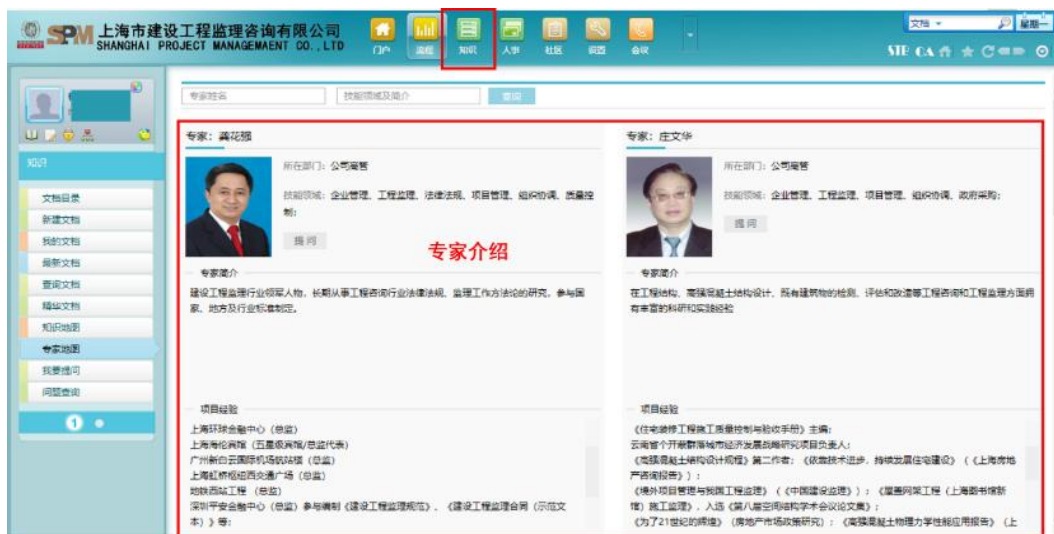 SPM 上海市建设工程监理咨询有限公司
SHANGHAI PROJECT MANAGEMAENT CO.,LTD
门户 流程 知识 人事 社区 设置 会议
文档
星期一
专家姓名 技能领域及简介 查询
知识
文档目录
新建文档
我的文档
最新文档
查询文档
精华文档
知识地图
专家地图
我要提问
问题查询
1
专家：龚花强
所在部门：公司高管
技能领域：企业管理、工程监理、法律法规、项目管理、组织协调、质量控
制；
提 问
专家介绍
专家简介
建设工程监理行业领军人物，长期从事工程咨询行业法律法规、监理工作方法论的研究，参与国
家、地方及行业标准制定。
项目经验
上海环球金融中心（总监）
上海海伦宾馆（五星级宾馆/总监代表）
广州新白云国际机场航站楼（总监）
上海虹桥枢纽西交通广场（总监）
地铁西站工程（总监）
深圳平安金融中心（总监）参与编制《建设工程监理规范》、《建设工程监理合同（示范文
本）》等；
专家：庄文华
所在部门：公司高管
技能领域：企业管理、工程监理、项目管理、组织协调、政府采购；
提 问
专家简介
在工程结构、高强混凝土结构设计、既有建筑物的检测、评估和改造等工程咨询和工程监理方面拥
有丰富的科研和实践经验
项目经验
《住宅装修工程施工质量控制与验收手册》主编；
云南省个开蒙群落城市经济发展战略研究项目负责人；
《高强混凝土结构设计规程》第二作者；《依靠技术进步，持续发展住宅建设》（《上海房地
产咨询报告》）；
《境外项目管理与我国工程监理》（《中国建设监理》）；《屋盖网架工程（上海图书馆新
馆）施工监理》，入选《第八届空间结构学术会议论文集》；
《为了21世纪的辉煌》（房地产市场政策研究）；《高强混凝土物理力学性能应用报告》（上